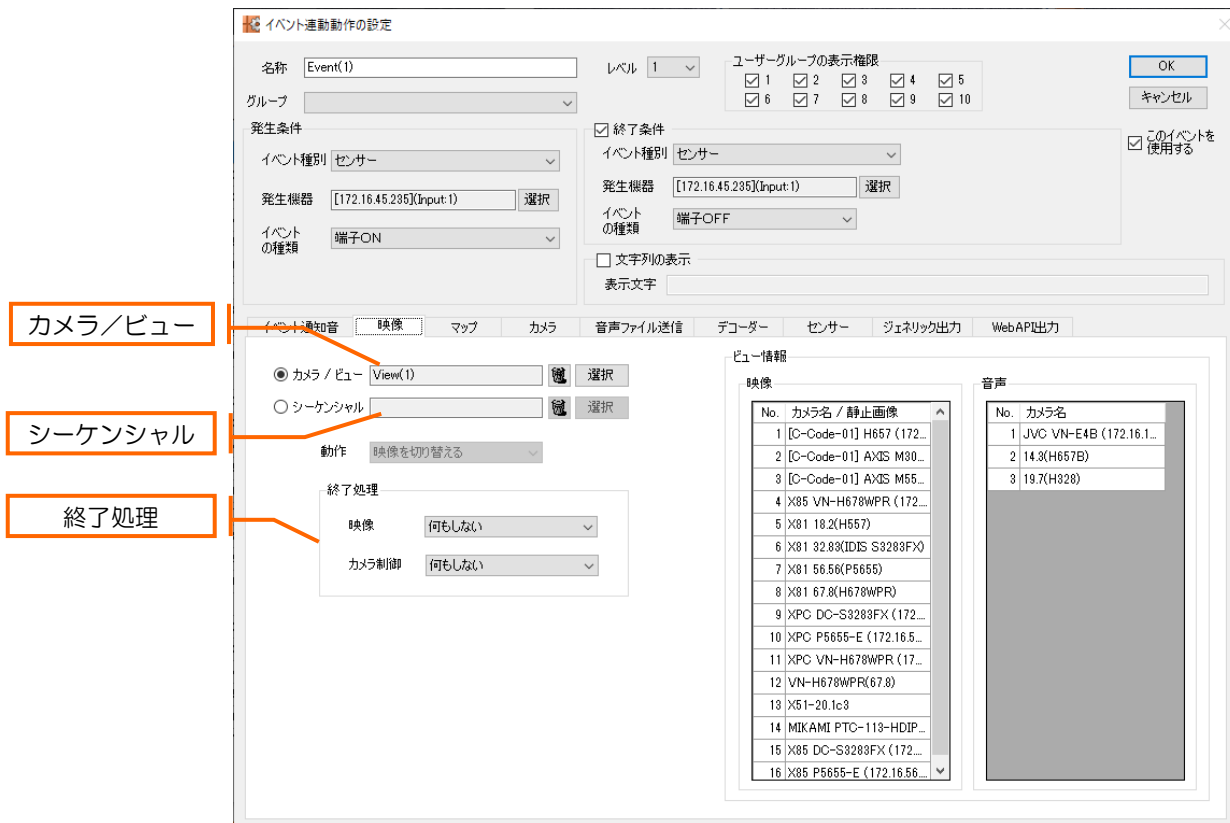 イベント連動動作の設定
名称 Event(1)
レベル 1
ユーザーグループの表示権限
1 2 3 4 5
6 7 8 9 10
OK
キャンセル
グループ
発生条件
イベント種別 センサー
発生機器 [172.16.45.235](Input:1) 選択
イベント
の種類
端子ON
終了条件
イベント種別 センサー
発生機器 [172.16.45.235](Input:1) 選択
イベント
の種類
端子OFF
このイベントを
使用する
文字列の表示
表示文字
イベント通知音 映像 マップ カメラ 音声ファイル送信 デコーダー センサー ジェネリック出力 WebAPI出力
カメラ／ビュー
シーケンシャル
終了処理
カメラ / ビュー View(1) 選択
シーケンシャル 選択
動作 映像を切り替える
終了処理
映像 何もしない
カメラ制御 何もしない
ビュー情報
映像
No. カメラ名 / 静止画像
1 [C-Code-01] H657 (172...
2 [C-Code-01] AXIS M30...
3 [C-Code-01] AXIS M55...
4 X85 VN-H678WPR (172...
5 X81 18.2(H557)
6 X81 32.83(IDIS S3283FX)
7 X81 56.56(P5655)
8 X81 67.8(H678WPR)
9 XPC DC-S3283FX (172....
10 XPC P5655-E (172.16.5...
11 XPC VN-H678WPR (17...
12 VN-H678WPR(67.8)
13 X51-20.1c3
14 MIKAMI PTC-113-HDIP...
15 X85 DC-S3283FX (172....
16 X85 P5655-E (172.16.56....
音声
No. カメラ名
1 JVC VN-E4B (172.16.1...
2 14.3(H657B)
3 19.7(H328)